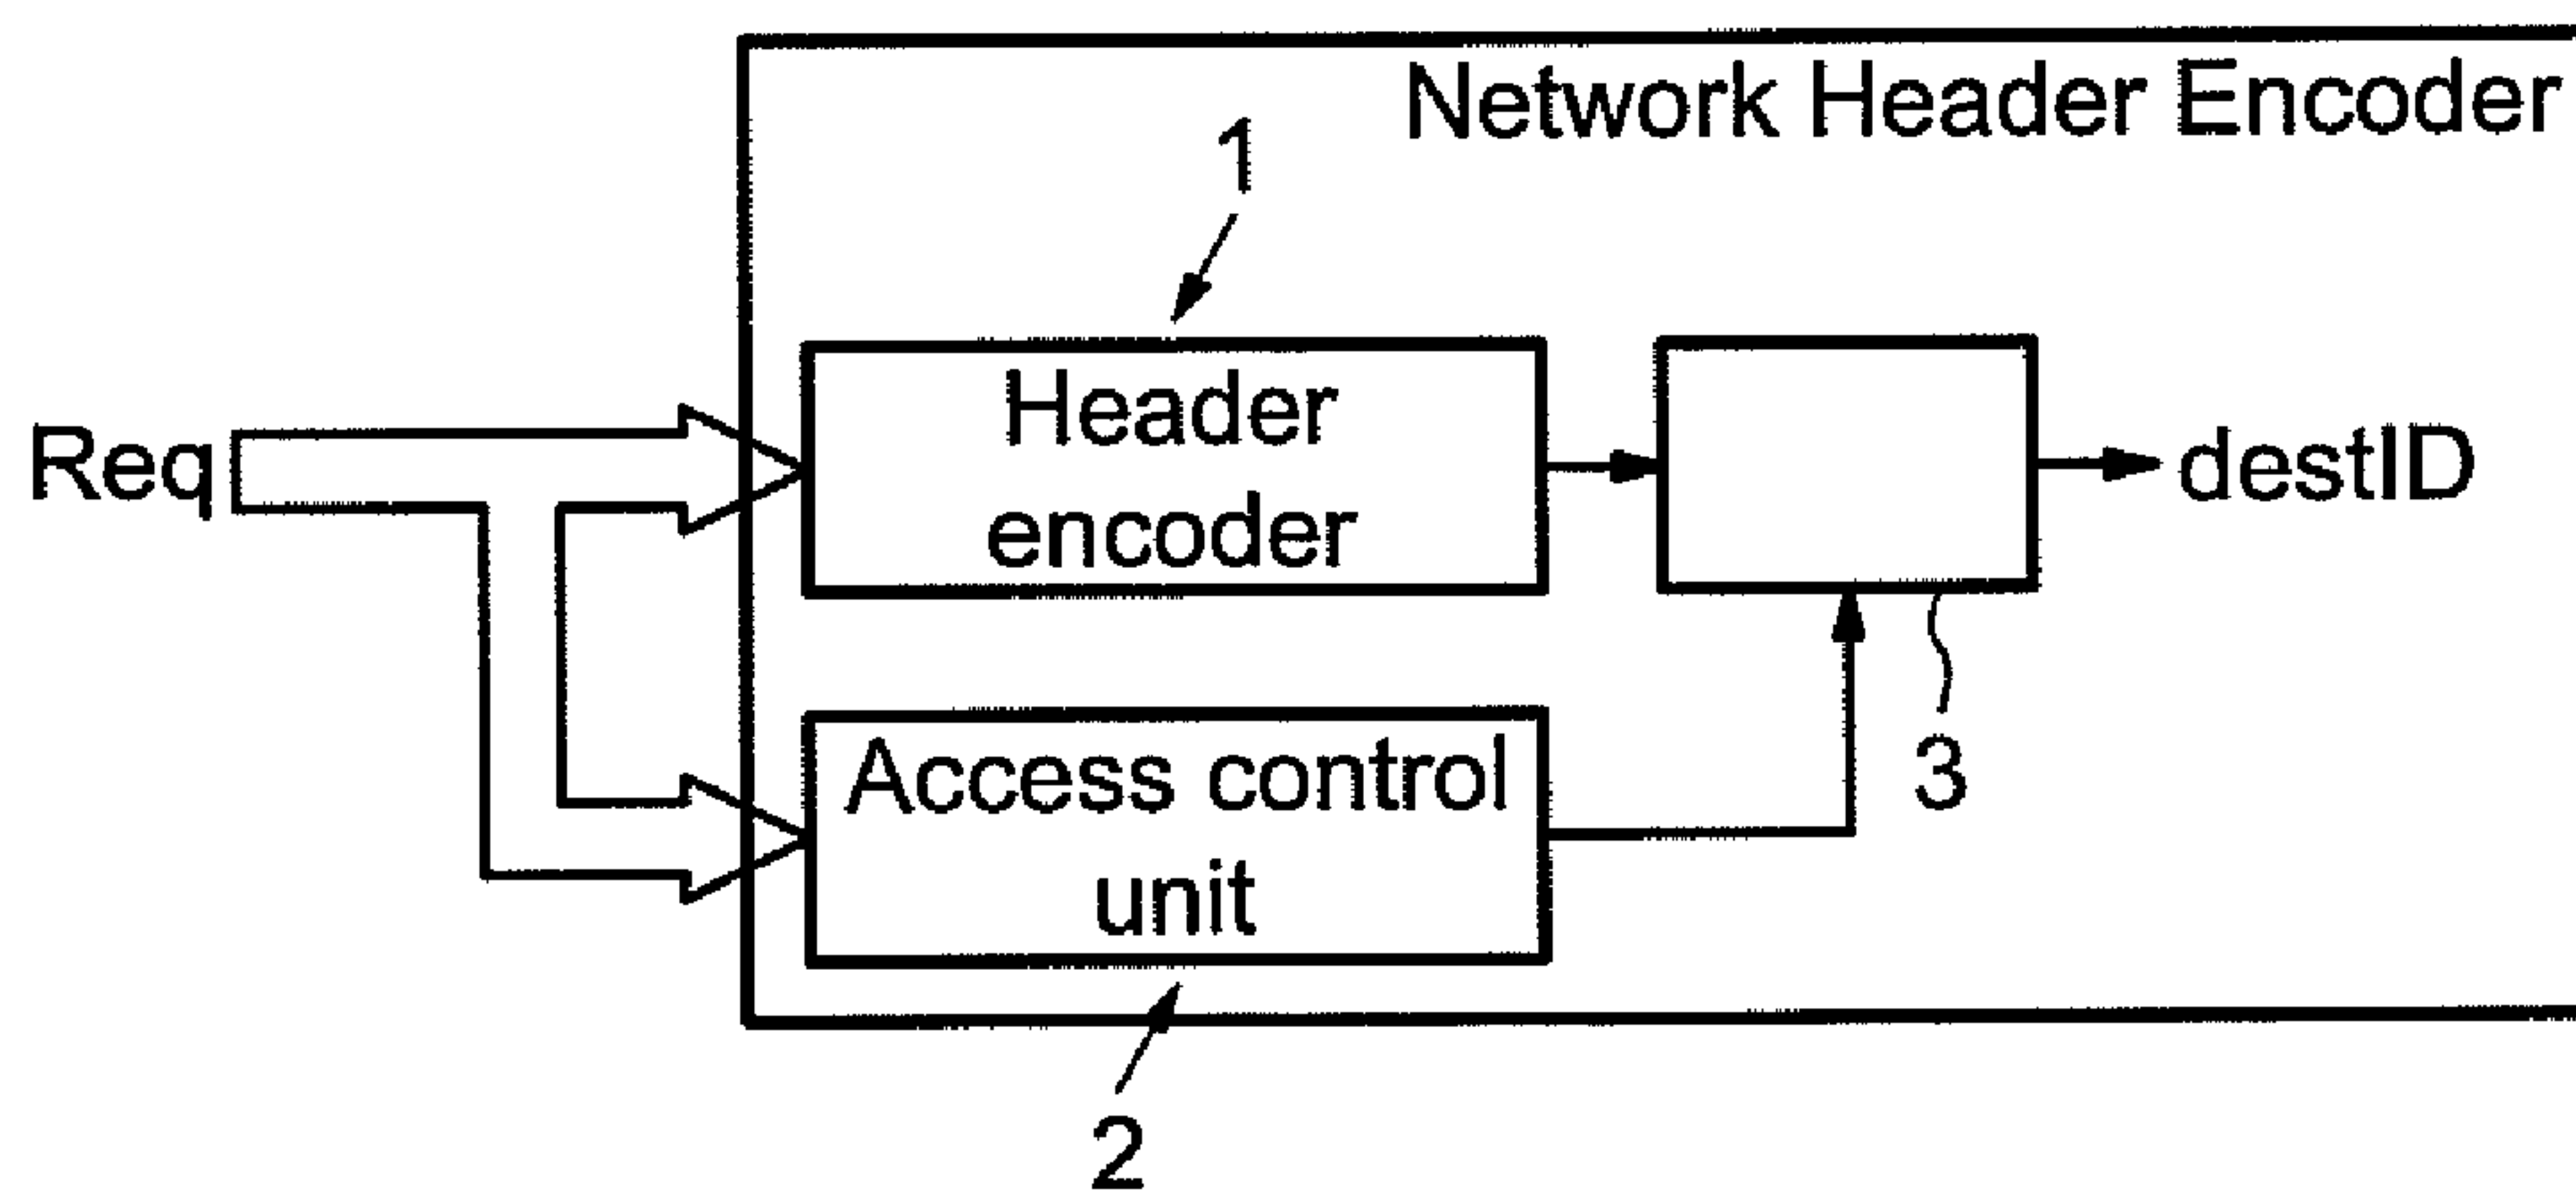 Network Header Encoder
1
Header
encoder
Req
destID
Access control
unit
3
2